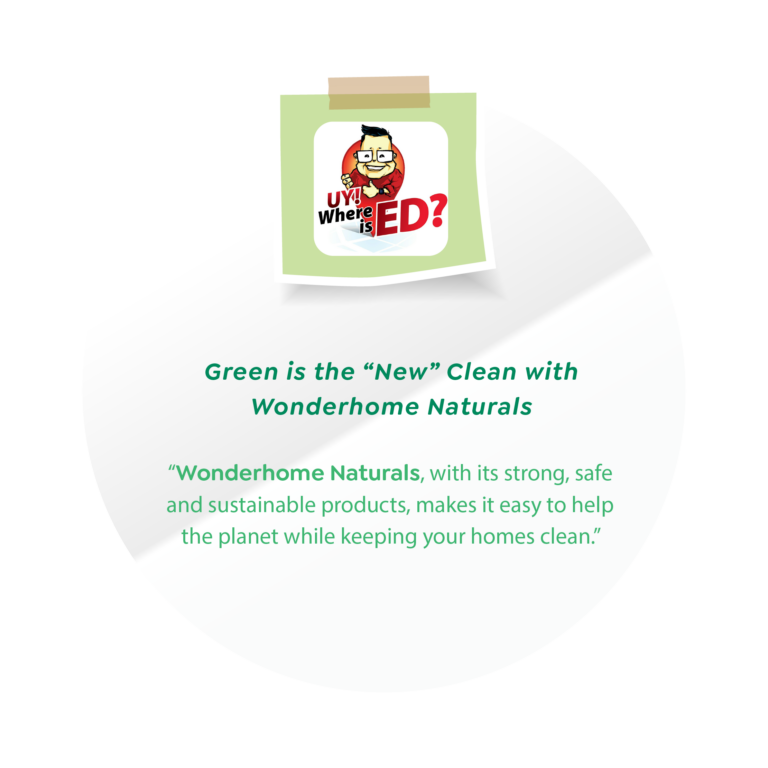 UY!
Where
is ED?
Green is the “New” Clean with
Wonderhome Naturals
“Wonderhome Naturals, with its strong, safe
and sustainable products, makes it easy to help
the planet while keeping your homes clean.”